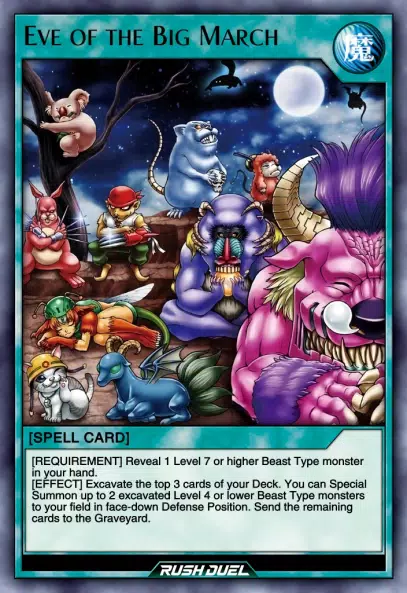 EVE OF THE BIG MARCH
魔
[SPELL CARD]
[REQUIREMENT] Reveal 1 Level 7 or higher Beast Type monster
in your hand.
[EFFECT] Excavate the top 3 cards of your Deck. You can Special
Summon up to 2 excavated Level 4 or lower Beast Type monsters
to your field in face-down Defense Position. Send the remaining
cards to the Graveyard.
RUSH DUEL